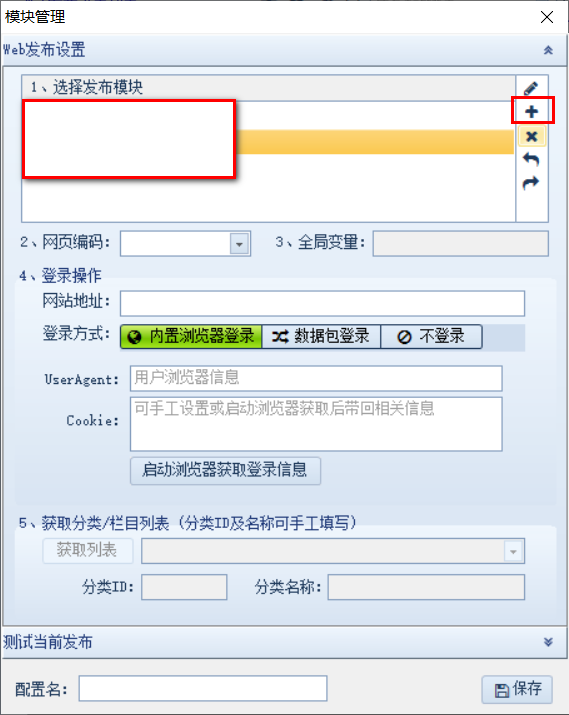 模块管理
Web发布设置
1、选择发布模块
2、网页编码:
3、全局变量:
4、登录操作
网站地址:
登录方式: 内置浏览器登录 数据包登录 不登录
UserAgent: 用户浏览器信息
Cookie: 可手工设置或启动浏览器获取后带回相关信息
启动浏览器获取登录信息
5、获取分类/栏目列表（分类ID及名称可手工填写）
获取列表
分类ID: 分类名称:
测试当前发布
配置名: 保存